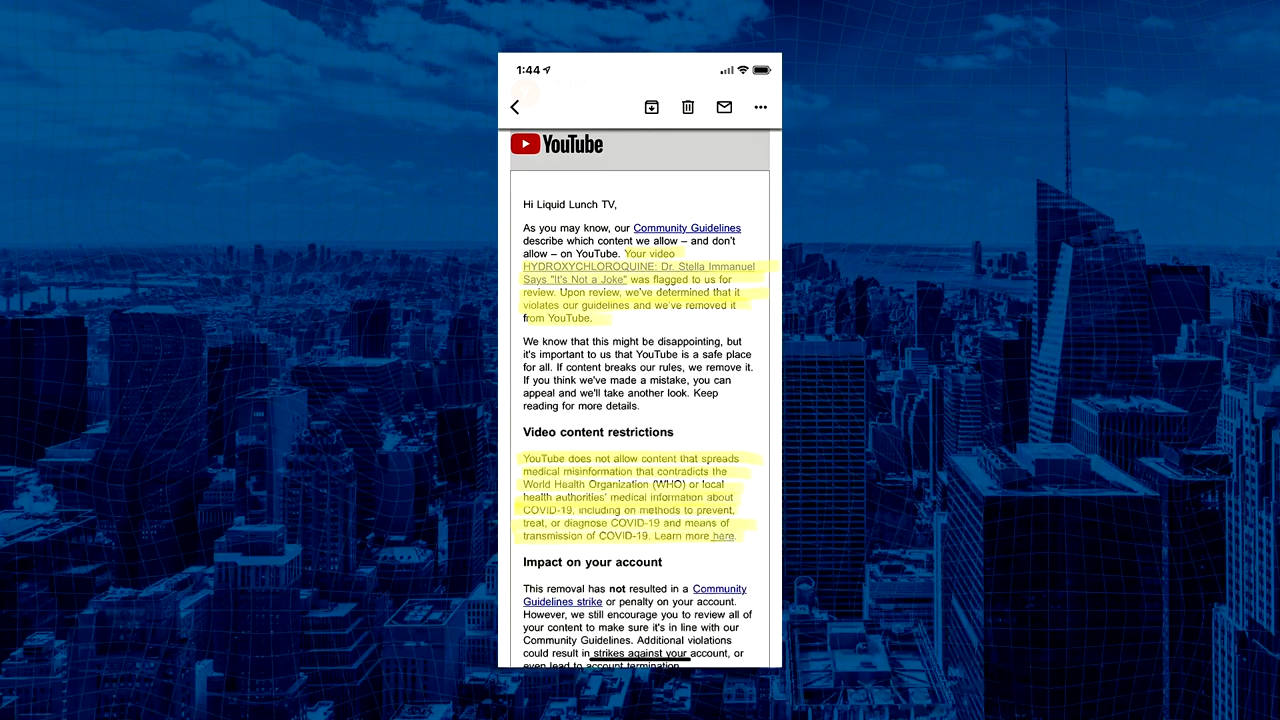 1:44
YouTube
Hi Liquid Lunch TV,
As you may know, our Community Guidelines
describe which content we allow – and don't
allow – on YouTube. Your video
HYDROXYCHLOROQUINE: Dr. Stella Immanuel
Says "It's Not a Joke" was flagged to us for
review. Upon review, we've determined that it
violates our guidelines and we've removed it
from YouTube.
We know that this might be disappointing, but
it's important to us that YouTube is a safe place
for all. If content breaks our rules, we remove it.
If you think we've made a mistake, you can
appeal and we'll take another look. Keep
reading for more details.
Video content restrictions
YouTube does not allow content that spreads
medical misinformation that contradicts the
World Health Organization (WHO) or local
health authorities' medical information about
COVID-19, including on methods to prevent,
treat, or diagnose COVID-19 and means of
transmission of COVID-19. Learn more here.
Impact on your account
This removal has not resulted in a Community
Guidelines strike or penalty on your account.
However, we still encourage you to review all of
your content to make sure it's in line with our
Community Guidelines. Additional violations
could result in strikes against your account, or
even lead to account termination.